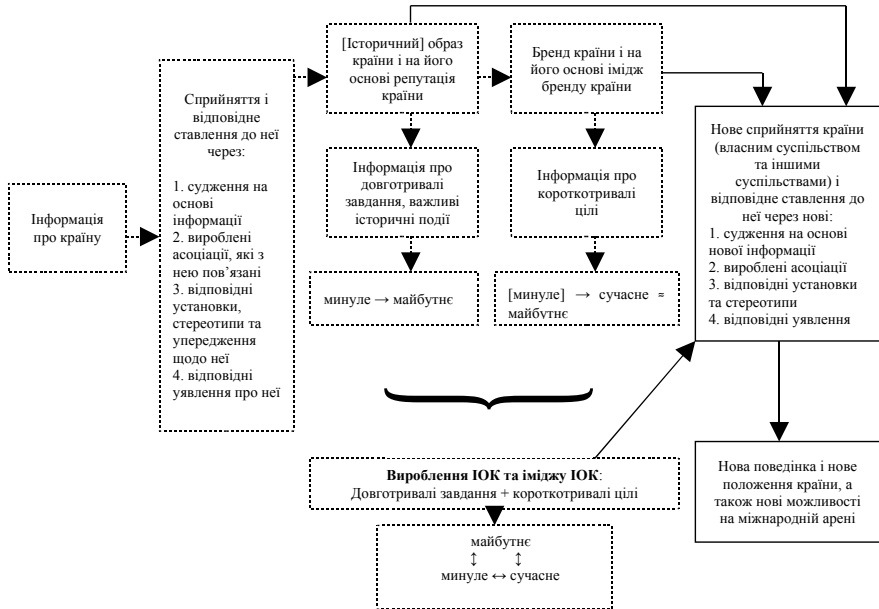 Інформація
про країну
Сприйняття і
відповідне
ставлення до неї
через:
1. судження на
основі
інформації
2. вироблені
асоціації, які з
нею пов’язані
3. відповідні
установки,
стереотипи та
упередження
щодо неї
4. відповідні
уявлення про неї
[Історичний] образ
країни і на його
основі репутація
країни
Інформація про
довготривалі
завдання, важливі
історичні події
минуле → майбутнє
Бренд країни і на
його основі імідж
бренду країни
Інформація про
короткотривалі
цілі
[минуле] → сучасне ≈
майбутнє
Вироблення ІОК та іміджу ІОК:
Довготривалі завдання + короткотривалі цілі
майбутнє
↕ ↕
минуле ↔ сучасне
Нове сприйняття країни
(власним суспільством
та іншими
суспільствами) і
відповідне ставлення до
неї через нові:
1. судження на основі
нової інформації
2. вироблені асоціації
3. відповідні установки
та стереотипи
4. відповідні уявлення
Нова поведінка і нове
положення країни, а
також нові можливості
на міжнародній арені